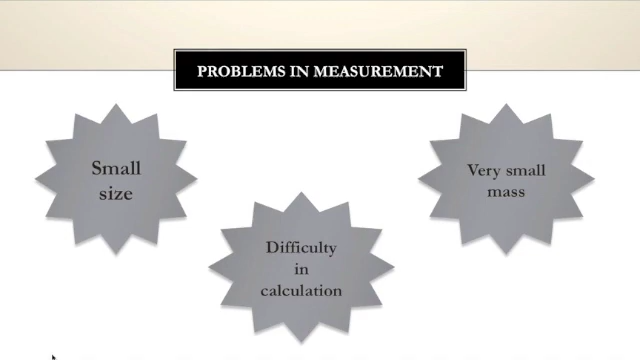 PROBLEMS IN MEASUREMENT
Small
size
Difficulty
in
calculation
Very small
mass